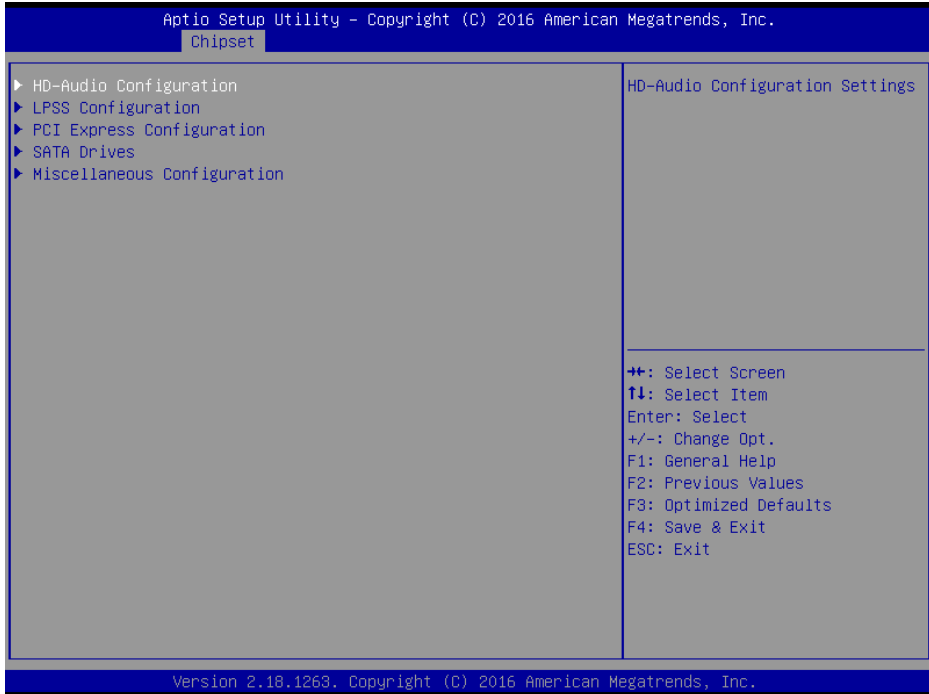 Aptio Setup Utility – Copyright (C) 2016 American Megatrends, Inc.
Chipset
▶ HD-Audio Configuration
▶ LPSS Configuration
▶ PCI Express Configuration
▶ SATA Drives
▶ Miscellaneous Configuration
HD-Audio Configuration Settings
→←: Select Screen
↑↓: Select Item
Enter: Select
+/-: Change Opt.
F1: General Help
F2: Previous Values
F3: Optimized Defaults
F4: Save & Exit
ESC: Exit
Version 2.18.1263. Copyright (C) 2016 American Megatrends, Inc.